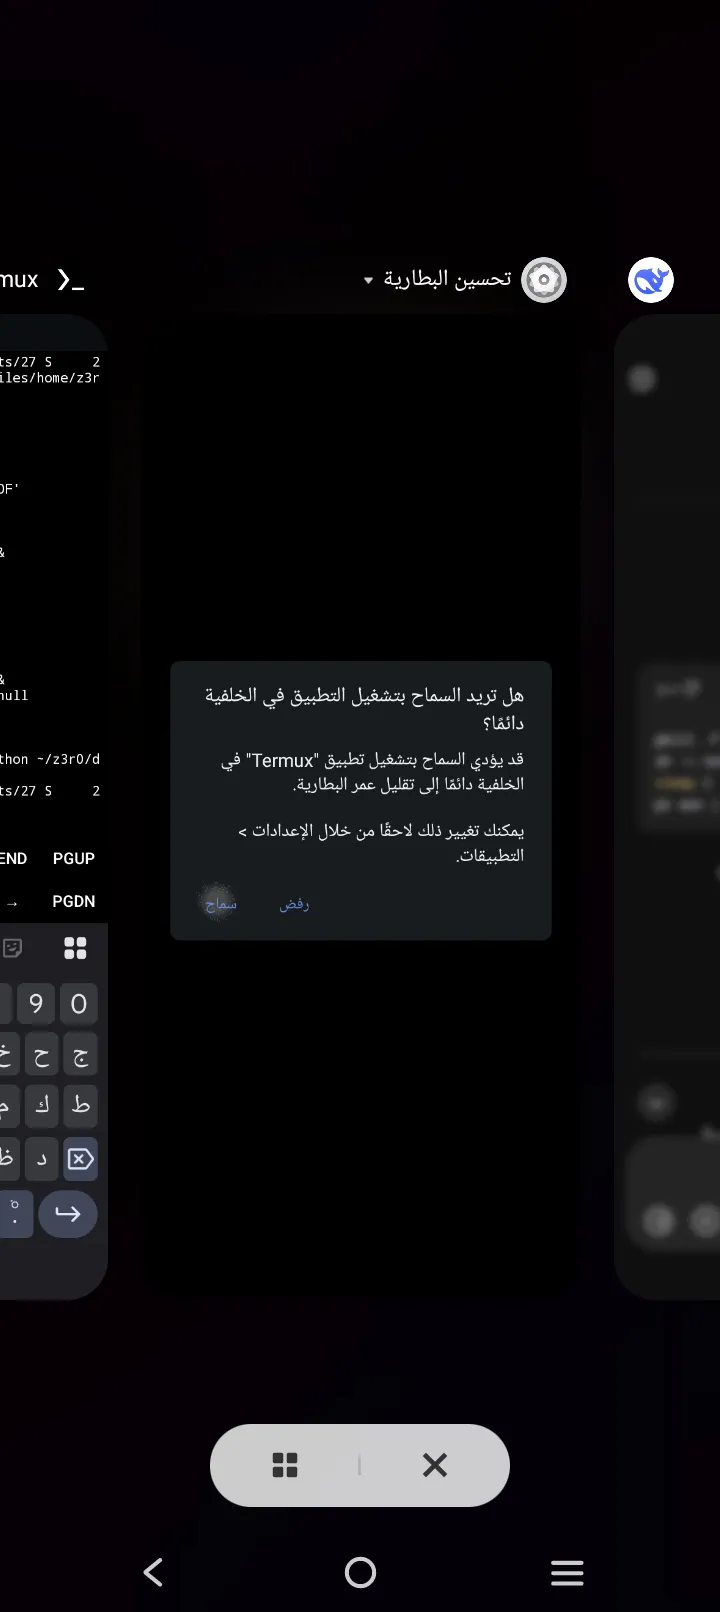 mux ❯_
تحسين البطارية
ts/27 S 2
iles/home/z3r
OF'
&
&
null
thon ~/z3r0/d
ts/27 S 2
END PGUP
→ PGDN
هل تريد السماح بتشغيل التطبيق في الخلفية
دائمًا؟
قد يؤدي السماح بتشغيل تطبيق "Termux" في
الخلفية دائمًا إلى تقليل عمر البطارية.
يمكنك تغيير ذلك لاحقًا من خلال الإعدادات >
التطبيقات.
رفض
سماح
9 0
خ ح ج
م ك ط
ظ د